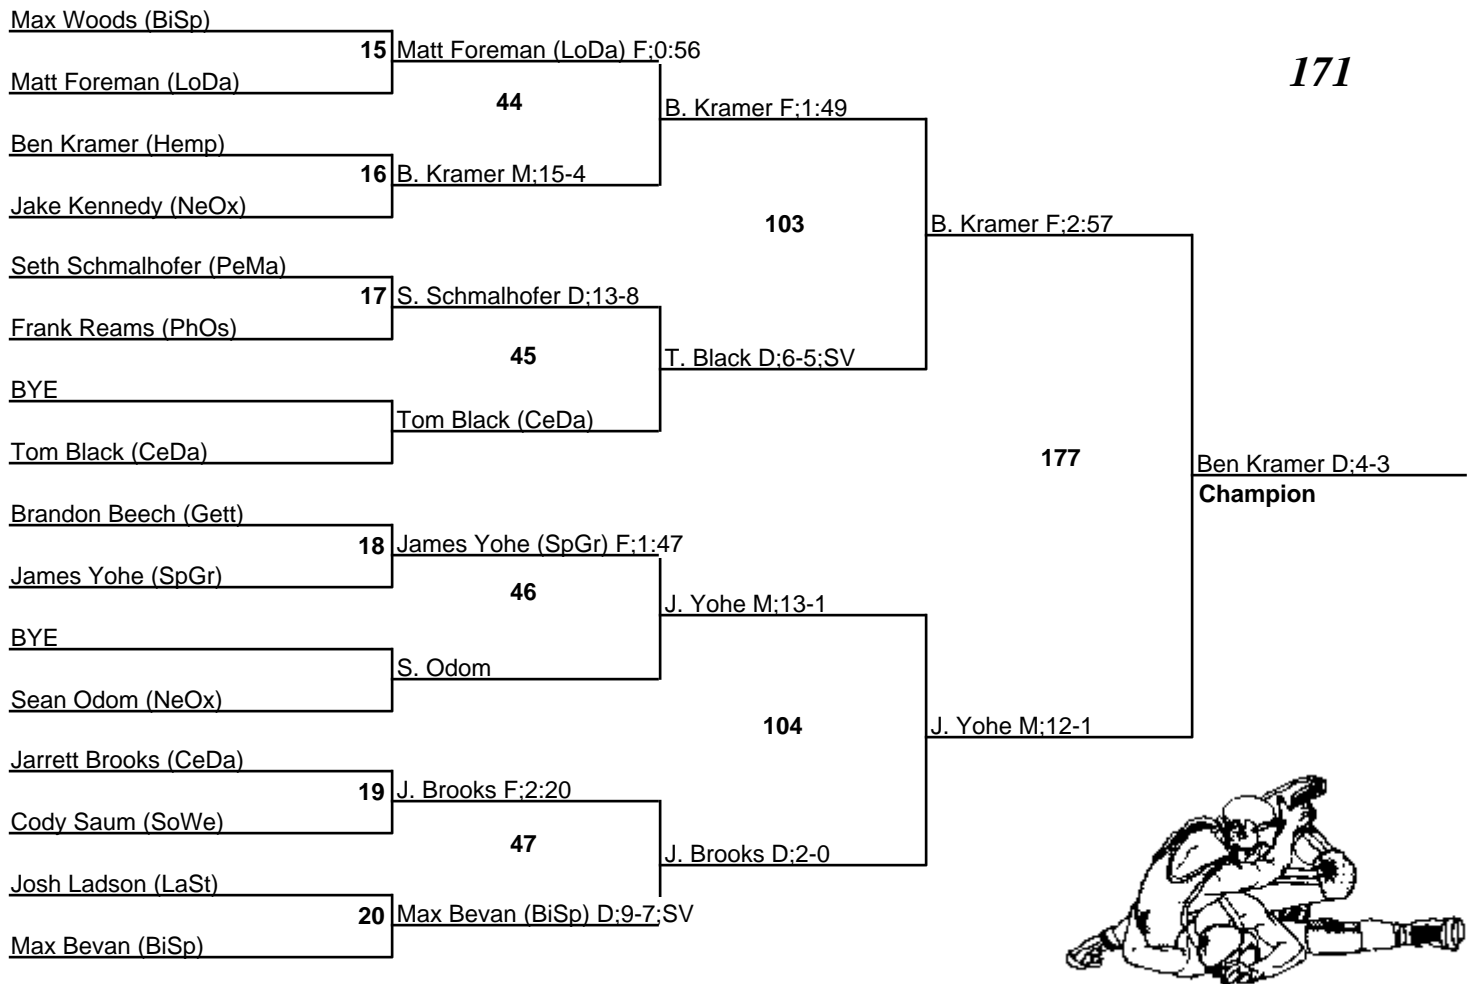 Max Woods (BiSp)
15 Matt Foreman (LoDa) F;0:56
171
Matt Foreman (LoDa)
44
B. Kramer F;1:49
Ben Kramer (Hemp)
16 B. Kramer M;15-4
Jake Kennedy (NeOx)
103
B. Kramer F;2:57
Seth Schmalhofer (PeMa)
17 S. Schmalhofer D;13-8
Frank Reams (PhOs)
45
T. Black D;6-5;SV
BYE
Tom Black (CeDa)
Tom Black (CeDa)
177
Ben Kramer D;4-3
Champion
Brandon Beech (Gett)
18 James Yohe (SpGr) F;1:47
James Yohe (SpGr)
46
J. Yohe M;13-1
BYE
S. Odom
Sean Odom (NeOx)
104
J. Yohe M;12-1
Jarrett Brooks (CeDa)
19 J. Brooks F;2:20
Cody Saum (SoWe)
47
J. Brooks D;2-0
Josh Ladson (LaSt)
20 Max Bevan (BiSp) D;9-7;SV
Max Bevan (BiSp)